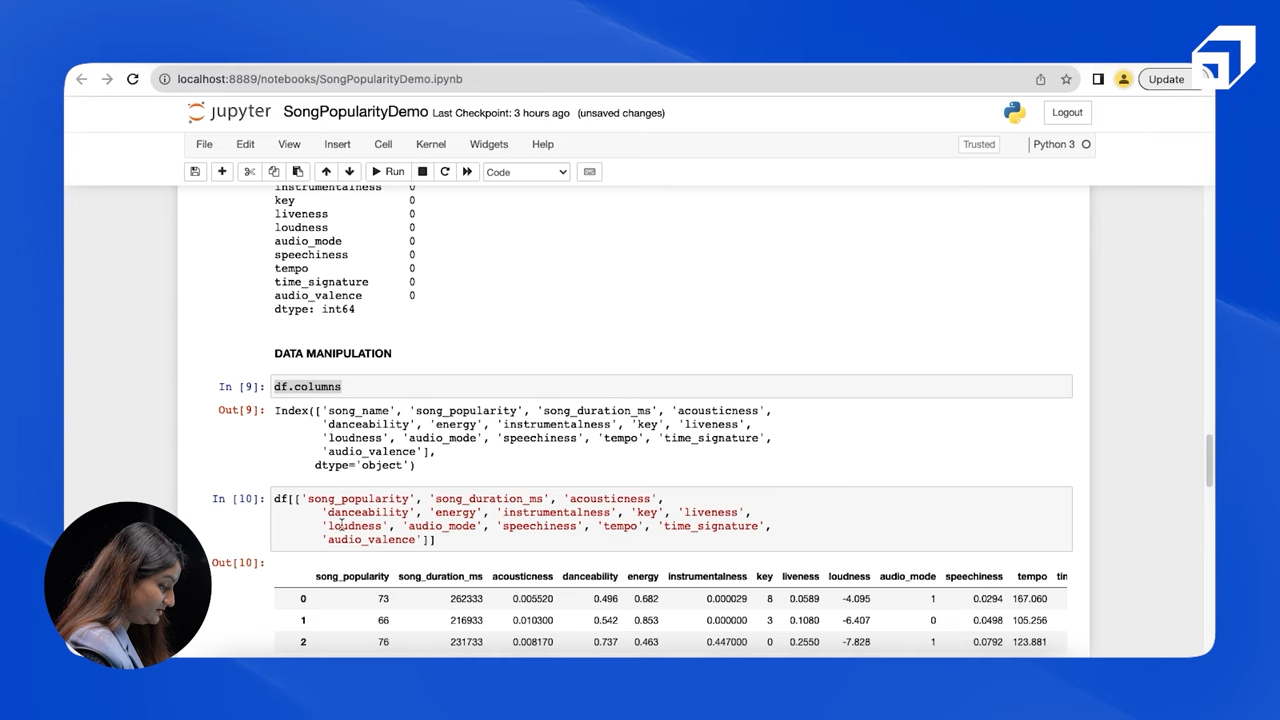 localhost:8889/notebooks/SongPopularityDemo.ipynb
Update
jupyter SongPopularityDemo Last Checkpoint: 3 hours ago (unsaved changes)
Logout
File Edit View Insert Cell Kernel Widgets Help
Trusted
Python 3
Run
Code
instrumentalness 0
key 0
liveness 0
loudness 0
audio_mode 0
speechiness 0
tempo 0
time_signature 0
audio_valence 0
dtype: int64
DATA MANIPULATION
In [9]: df.columns
Out[9]: Index(['song_name', 'song_popularity', 'song_duration_ms', 'acousticness',
'danceability', 'energy', 'instrumentalness', 'key', 'liveness',
'loudness', 'audio_mode', 'speechiness', 'tempo', 'time_signature',
'audio_valence'],
dtype='object')
In [10]: df[['song_popularity', 'song_duration_ms', 'acousticness',
'danceability', 'energy', 'instrumentalness', 'key', 'liveness',
'loudness', 'audio_mode', 'speechiness', 'tempo', 'time_signature',
'audio_valence']]
Out[10]:
song_popularity song_duration_ms acousticness danceability energy instrumentalness key liveness loudness audio_mode speechiness tempo tin
0 73 262333 0.005520 0.496 0.682 0.000029 8 0.0589 -4.095 1 0.0294 167.060
1 66 216933 0.010300 0.542 0.853 0.000000 3 0.1080 -6.407 0 0.0498 105.256
2 76 231733 0.008170 0.737 0.463 0.447000 0 0.2550 -7.828 1 0.0792 123.881